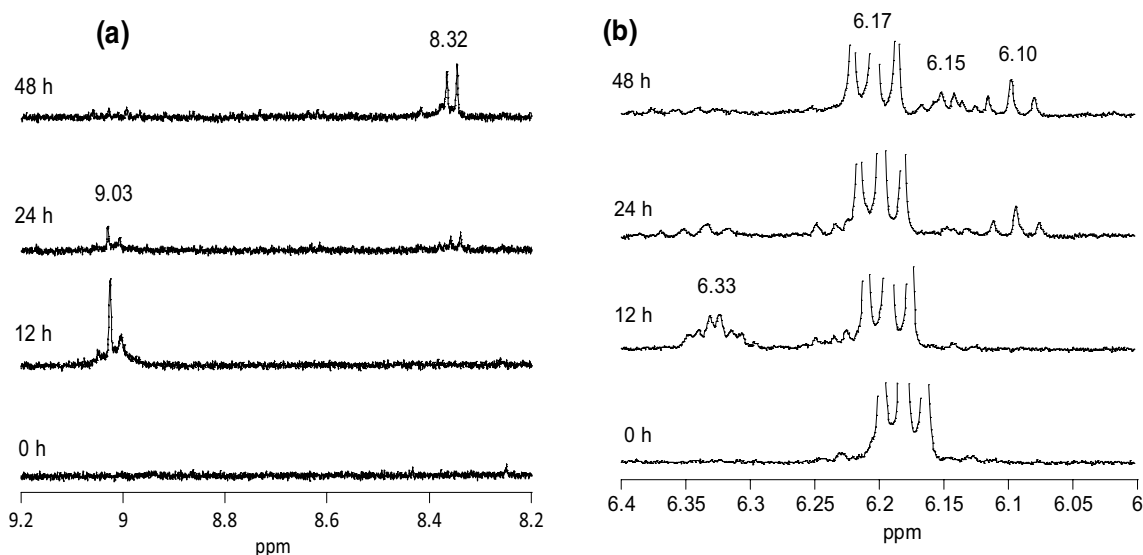 (a)
8.32
48 h
9.03
24 h
12 h
0 h
9.2 9 8.8 8.6 8.4 8.2
ppm
(b)
6.17
6.15
6.10
48 h
24 h
6.33
12 h
0 h
6.4 6.35 6.3 6.25 6.2 6.15 6.1 6.05 6
ppm